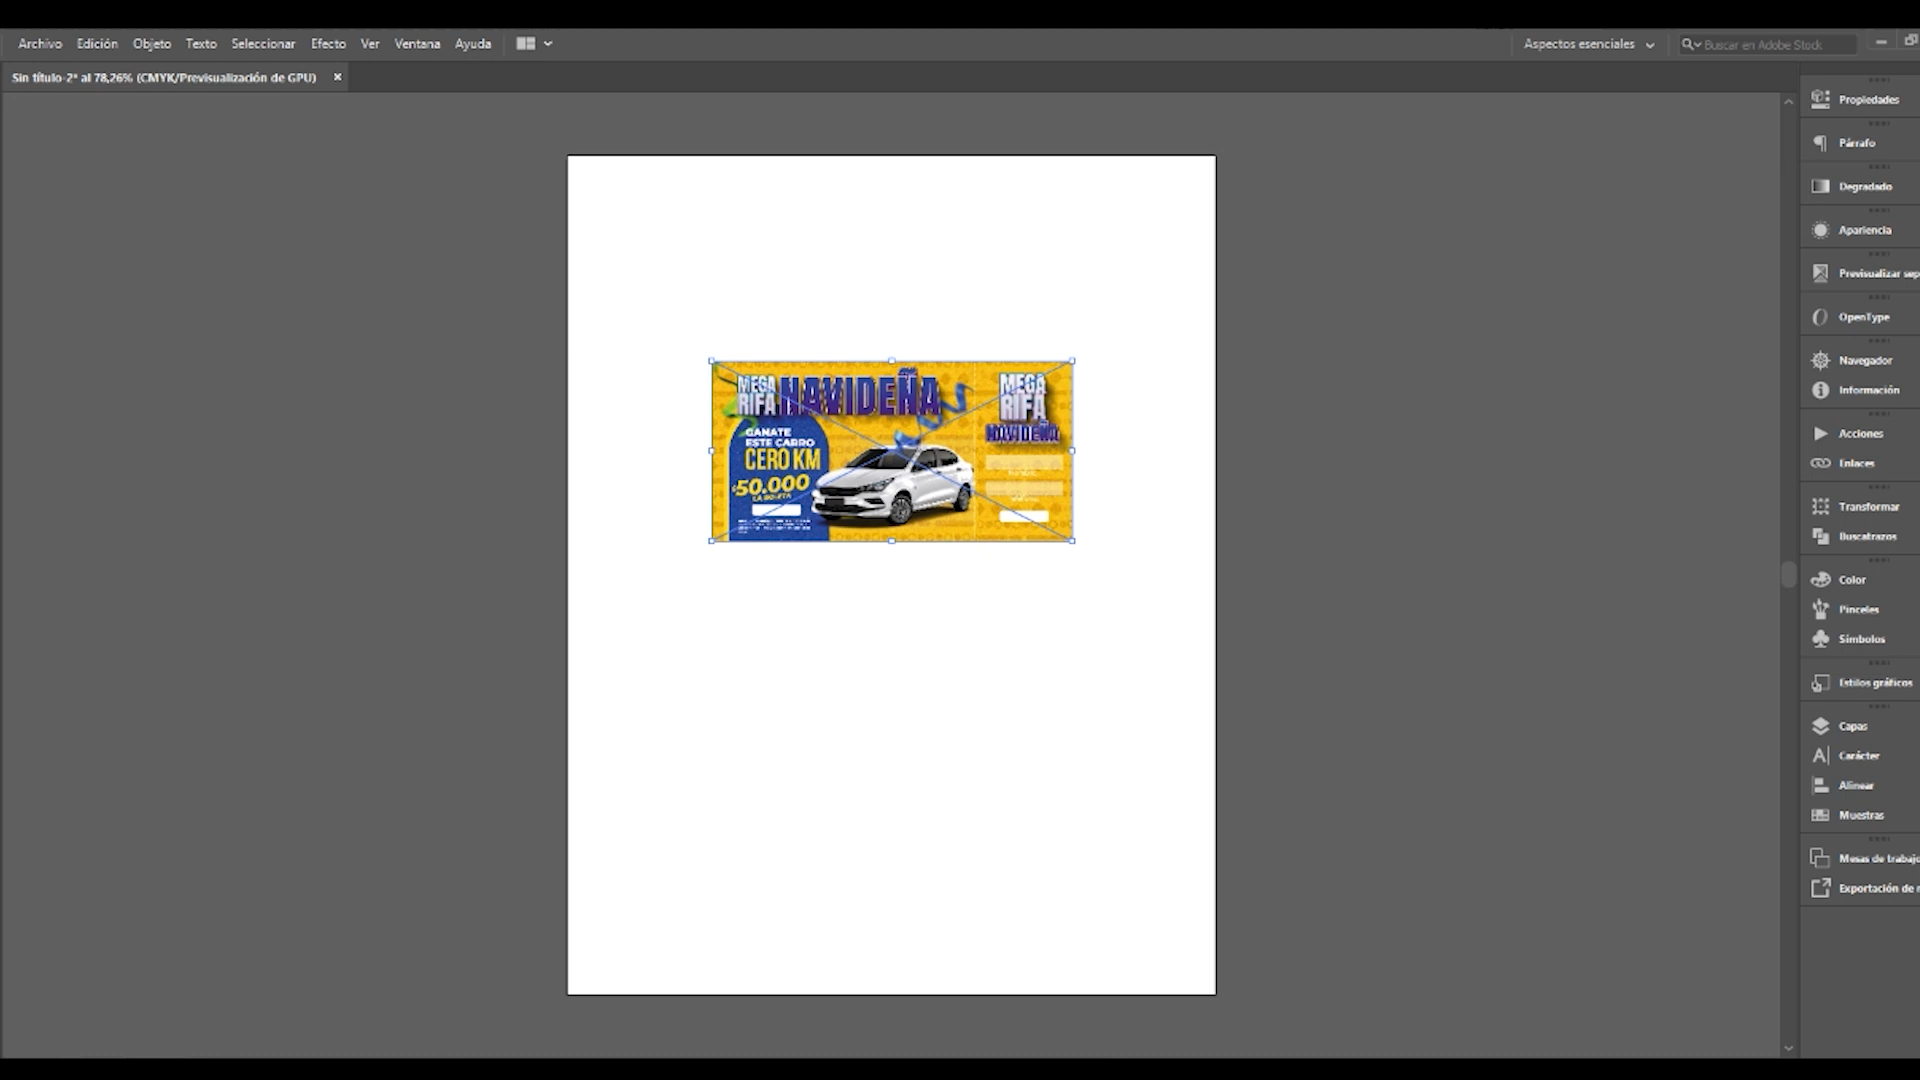 Archivo Edición Objeto Texto Seleccionar Efecto Ver Ventana Ayuda
Aspectos esenciales
Buscar en Adobe Stock
Sin título-2* al 78,26% (CMYK/Previsualización de GPU) ×
MEGA
RIFA
NAVIDEÑA
GANATE
ESTE CARRO
CERO KM
$50.000
LA BOLETA
MEGA
RIFA
NAVIDEÑA
Propiedades
Párrafo
Degradado
Apariencia
Previsualizar sep
OpenType
Navegador
Información
Acciones
Enlaces
Transformar
Buscatrazos
Color
Pinceles
Símbolos
Estilos gráficos
Capas
Carácter
Alinear
Muestras
Mesas de trabajo
Exportación de r